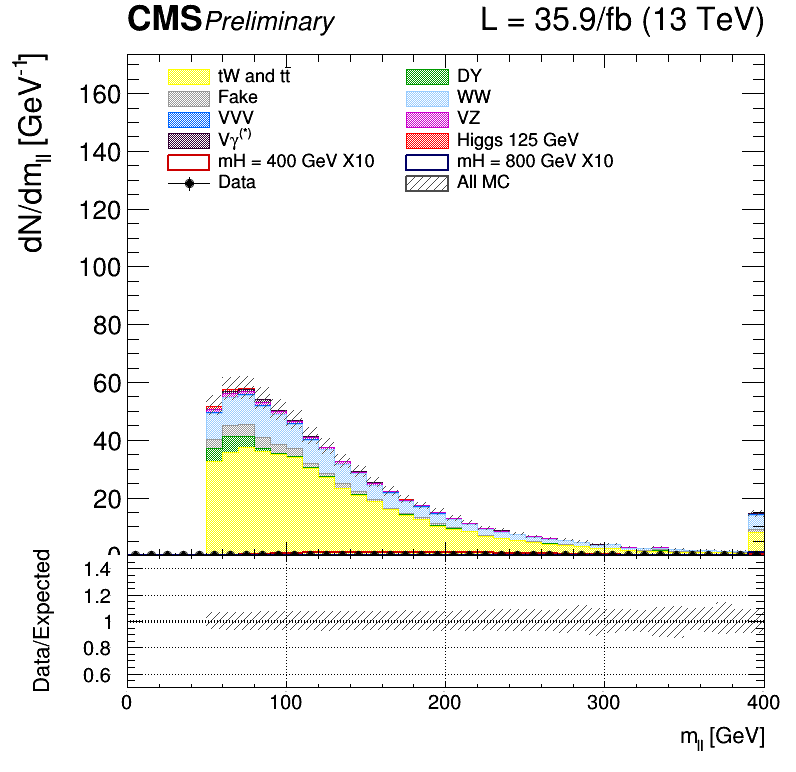 CMS Preliminary L = 35.9/fb (13 TeV)
dN/dm_ll [GeV⁻¹]
160
140
120
100
80
60
40
20
0
tW and tt̄
DY
Fake
WW
VVV
VZ
Vγ(*)
Higgs 125 GeV
mH = 400 GeV X10
mH = 800 GeV X10
Data
All MC
Data/Expected
1.4
1.2
1
0.8
0.6
0 100 200 300 400
m_ll [GeV]